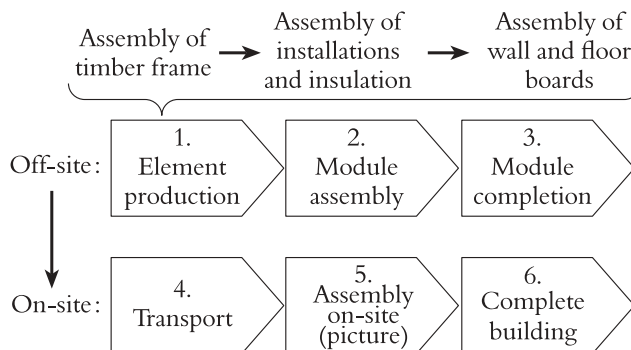 Assembly of
timber frame
Assembly of
installations
and insulation
Assembly of
wall and floor
boards
Off-site:
1.
Element
production
2.
Module
assembly
3.
Module
completion
On-site:
4.
Transport
5.
Assembly
on-site
(picture)
6.
Complete
building